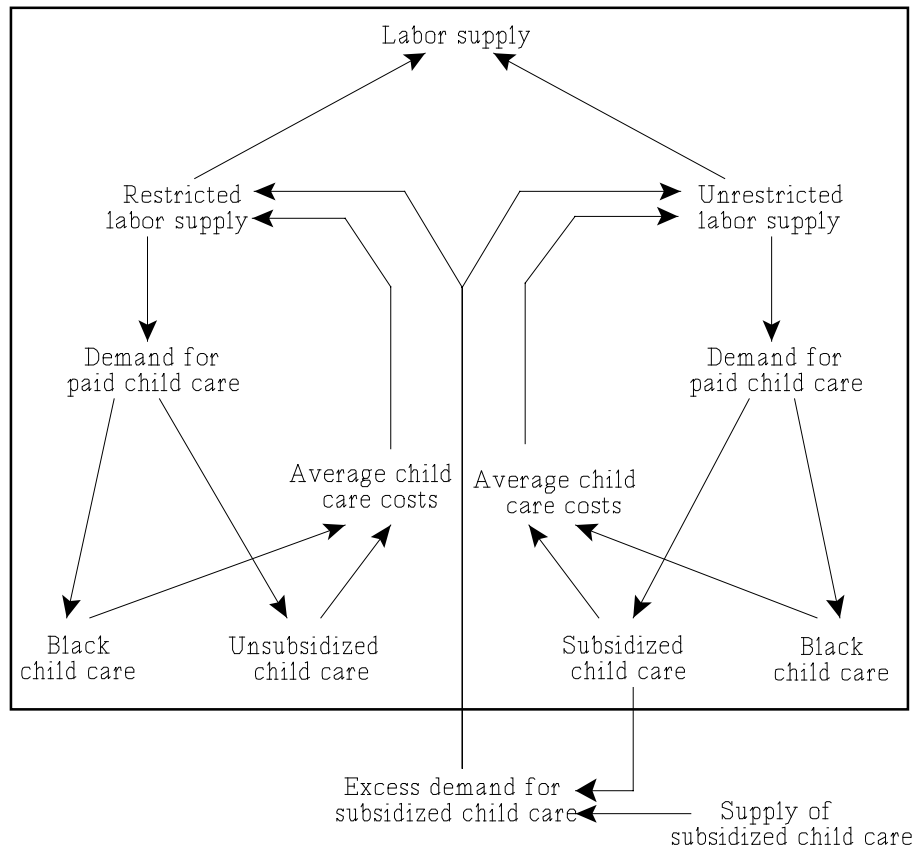 Labor supply
Restricted
labor supply
Unrestricted
labor supply
Demand for
paid child care
Demand for
paid child care
Average child
care costs
Average child
care costs
Black
child care
Unsubsidized
child care
Subsidized
child care
Black
child care
Excess demand for
subsidized child care
Supply of
subsidized child care